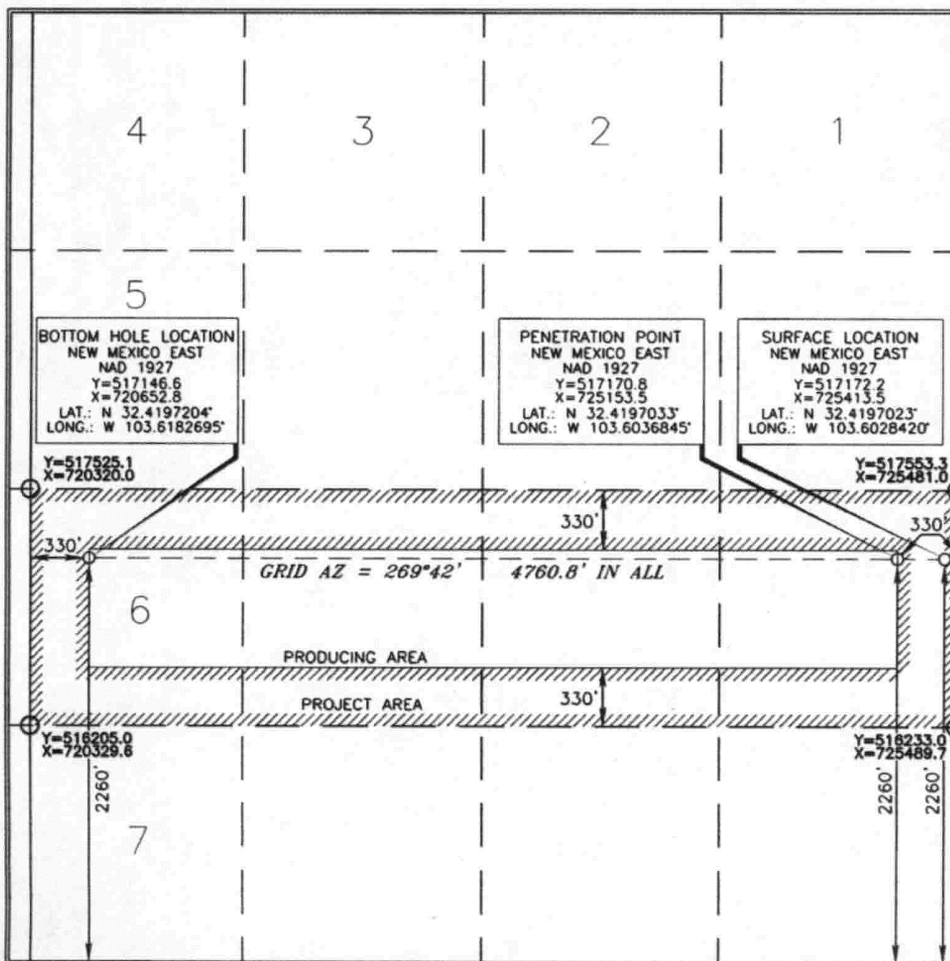 4
3
2
1
5
BOTTOM HOLE LOCATION
NEW MEXICO EAST
NAD 1927
Y=517146.6
X=720652.8
LAT.: N 32.4197204°
LONG.: W 103.6182695°
PENETRATION POINT
NEW MEXICO EAST
NAD 1927
Y=517170.8
X=725153.5
LAT.: N 32.4197033°
LONG.: W 103.6036845°
SURFACE LOCATION
NEW MEXICO EAST
NAD 1927
Y=517172.2
X=725413.5
LAT.: N 32.4197023°
LONG.: W 103.6028420°
Y=517525.1
X=720320.0
Y=517553.3
X=725481.0
330'
330'
330'
GRID AZ = 269°42' 4760.8' IN ALL
6
PRODUCING AREA
330'
PROJECT AREA
Y=516205.0
X=720329.6
Y=516233.0
X=725489.7
2260'
2260'
2260'
7